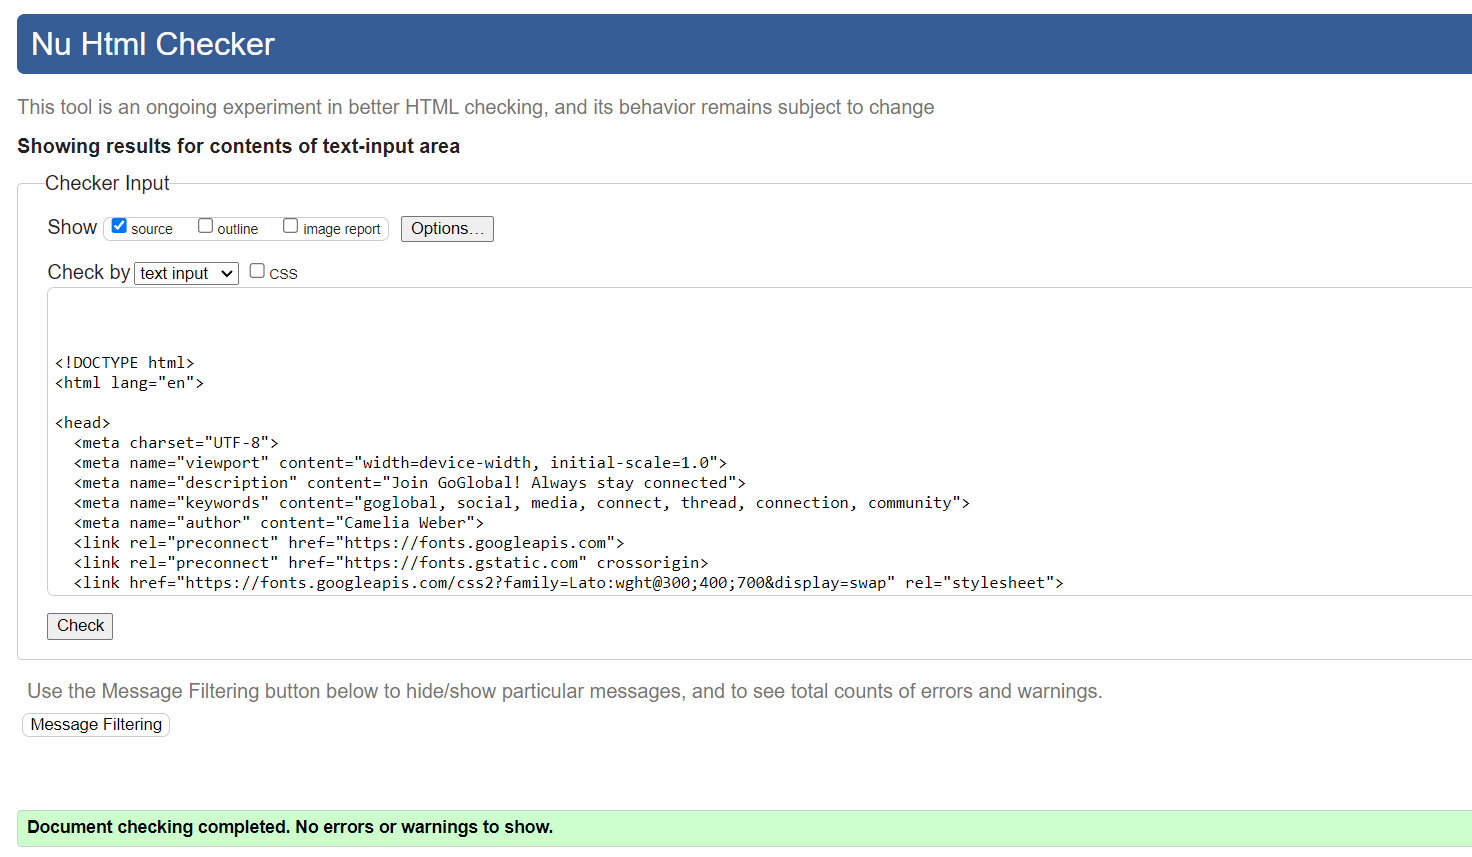 Nu Html Checker
This tool is an ongoing experiment in better HTML checking, and its behavior remains subject to change
Showing results for contents of text-input area
Checker Input
Show source outline image report Options...
Check by text input CSS
<!DOCTYPE html>
<html lang="en">
<head>
<meta charset="UTF-8">
<meta name="viewport" content="width=device-width, initial-scale=1.0">
<meta name="description" content="Join GoGlobal! Always stay connected">
<meta name="keywords" content="goglobal, social, media, connect, thread, connection, community">
<meta name="author" content="Camelia Weber">
<link rel="preconnect" href="https://fonts.googleapis.com">
<link rel="preconnect" href="https://fonts.gstatic.com" crossorigin>
<link href="https://fonts.googleapis.com/css2?family=Lato:wght@300;400;700&display=swap" rel="stylesheet">
Check
Use the Message Filtering button below to hide/show particular messages, and to see total counts of errors and warnings.
Message Filtering
Document checking completed. No errors or warnings to show.